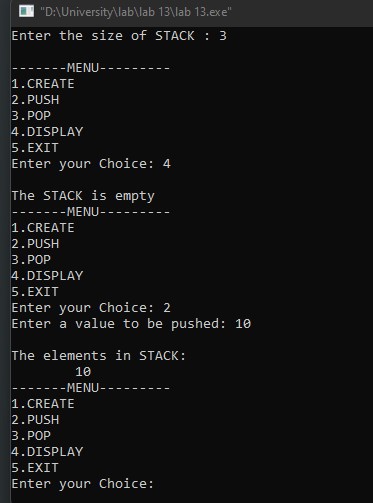 "D:\University\lab\lab 13\lab 13.exe"
Enter the size of STACK : 3
-------MENU---------
1.CREATE
2.PUSH
3.POP
4.DISPLAY
5.EXIT
Enter your Choice: 4
The STACK is empty
-------MENU---------
1.CREATE
2.PUSH
3.POP
4.DISPLAY
5.EXIT
Enter your Choice: 2
Enter a value to be pushed: 10
The elements in STACK:
10
-------MENU---------
1.CREATE
2.PUSH
3.POP
4.DISPLAY
5.EXIT
Enter your Choice: